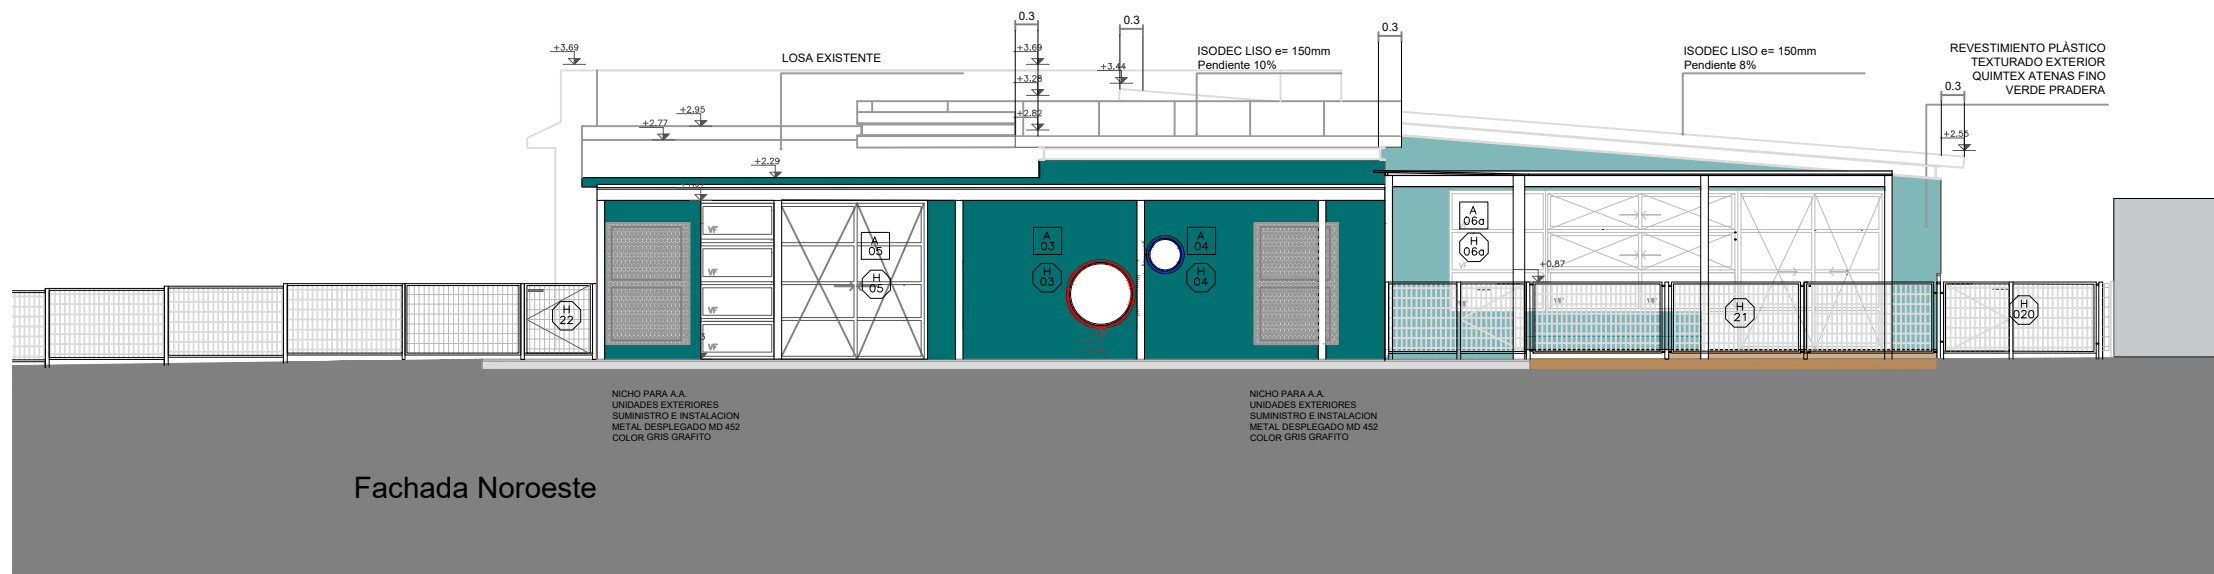 0.3
0.3
0.3
+3.69
+3.69
LOSA EXISTENTE
ISODEC LISO e= 150mm
Pendiente 10%
ISODEC LISO e= 150mm
Pendiente 8%
REVESTIMIENTO PLÀSTICO
TEXTURADO EXTERIOR
QUIMTEX ATENAS FINO
VERDE PRADERA
+3.44
+3.28
0.3
+2.95
+2.77
+2.82
+2.55
+2.29
A
06a
H
06a
VF
A
05
H
05
A
03
H
03
A
04
H
04
VF
VF
VF
VF
+0.87
H
22
H
21
H
020
NICHO PARA A.A.
UNIDADES EXTERIORES
SUMINISTRO E INSTALACION
METAL DESPLEGADO MD 452
COLOR GRIS GRAFITO
NICHO PARA A.A.
UNIDADES EXTERIORES
SUMINISTRO E INSTALACION
METAL DESPLEGADO MD 452
COLOR GRIS GRAFITO
Fachada Noroeste